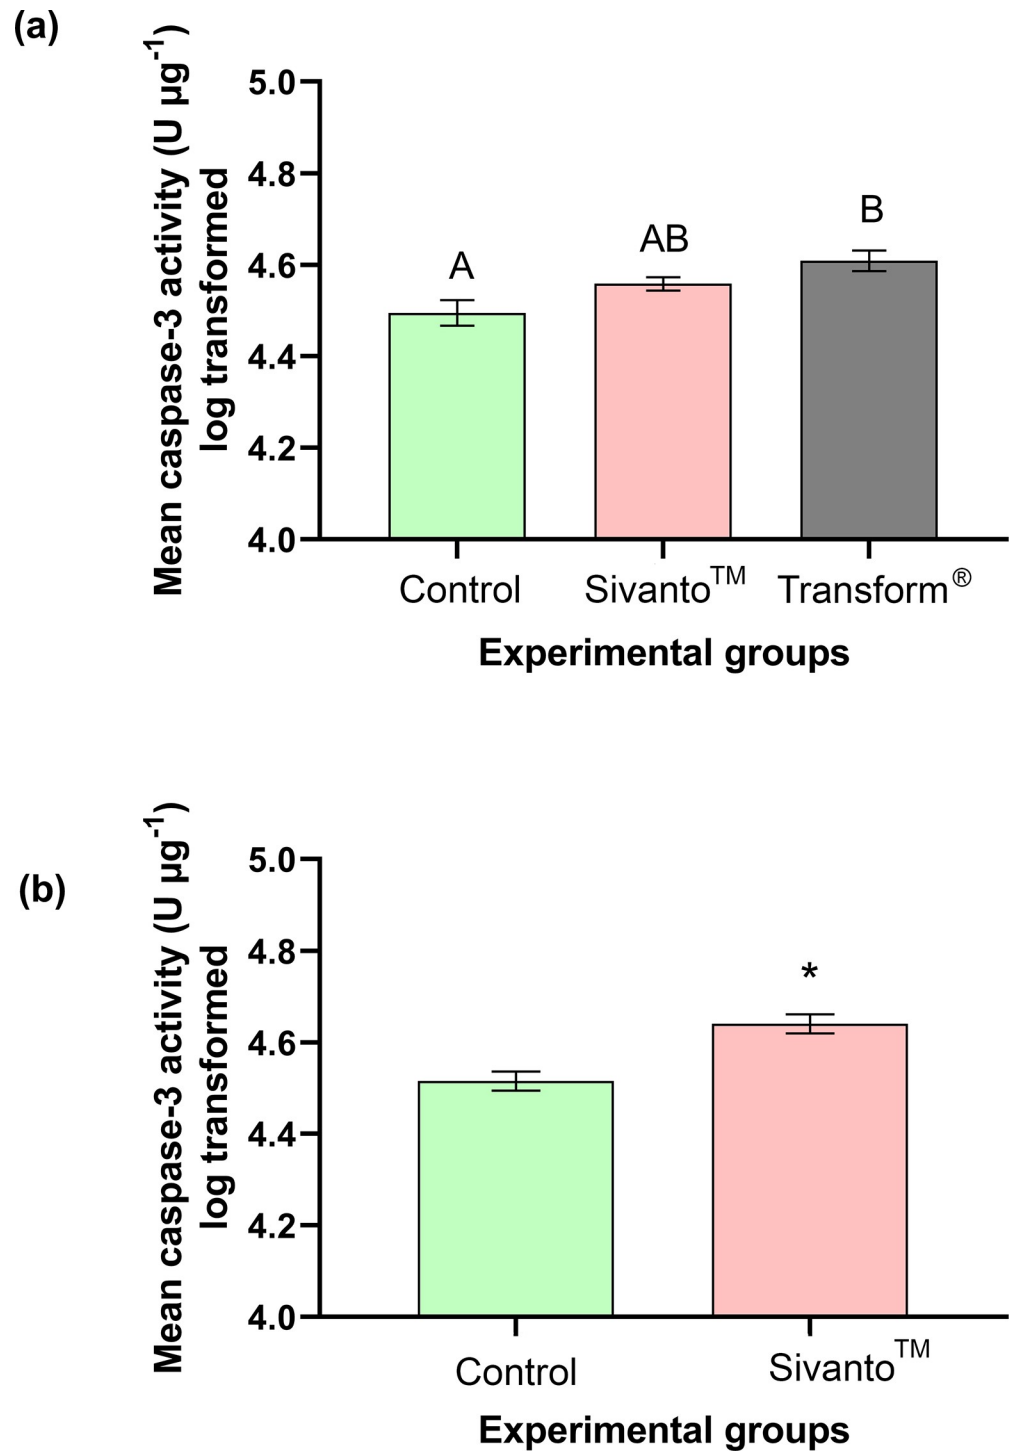 (a)
Mean caspase-3 activity (U µg⁻¹)
log transformed
5.0
4.8
4.6
4.4
4.2
4.0
A
AB
B
Control
Sivanto™
Transform®
Experimental groups
(b)
Mean caspase-3 activity (U µg⁻¹)
log transformed
5.0
4.8
4.6
4.4
4.2
4.0
*
Control
Sivanto™
Experimental groups